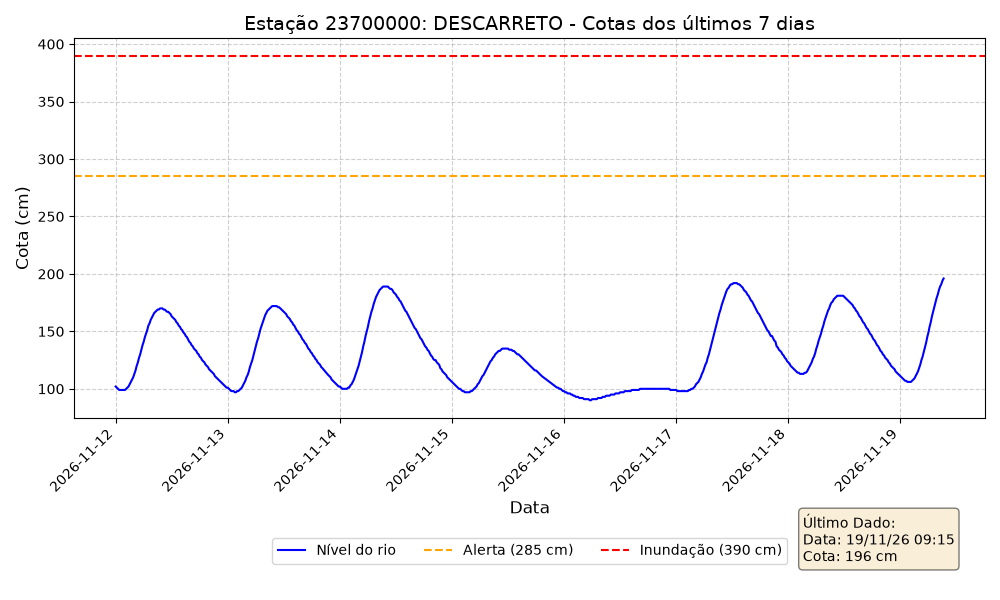 Estação 23700000: DESCARRETO - Cotas dos últimos 7 dias
Cota (cm)
400
350
300
250
200
150
100
2026-11-12
2026-11-13
2026-11-14
2026-11-15
2026-11-16
2026-11-17
2026-11-18
2026-11-19
Data
Nível do rio
Alerta (285 cm)
Inundação (390 cm)
Último Dado:
Data: 19/11/26 09:15
Cota: 196 cm